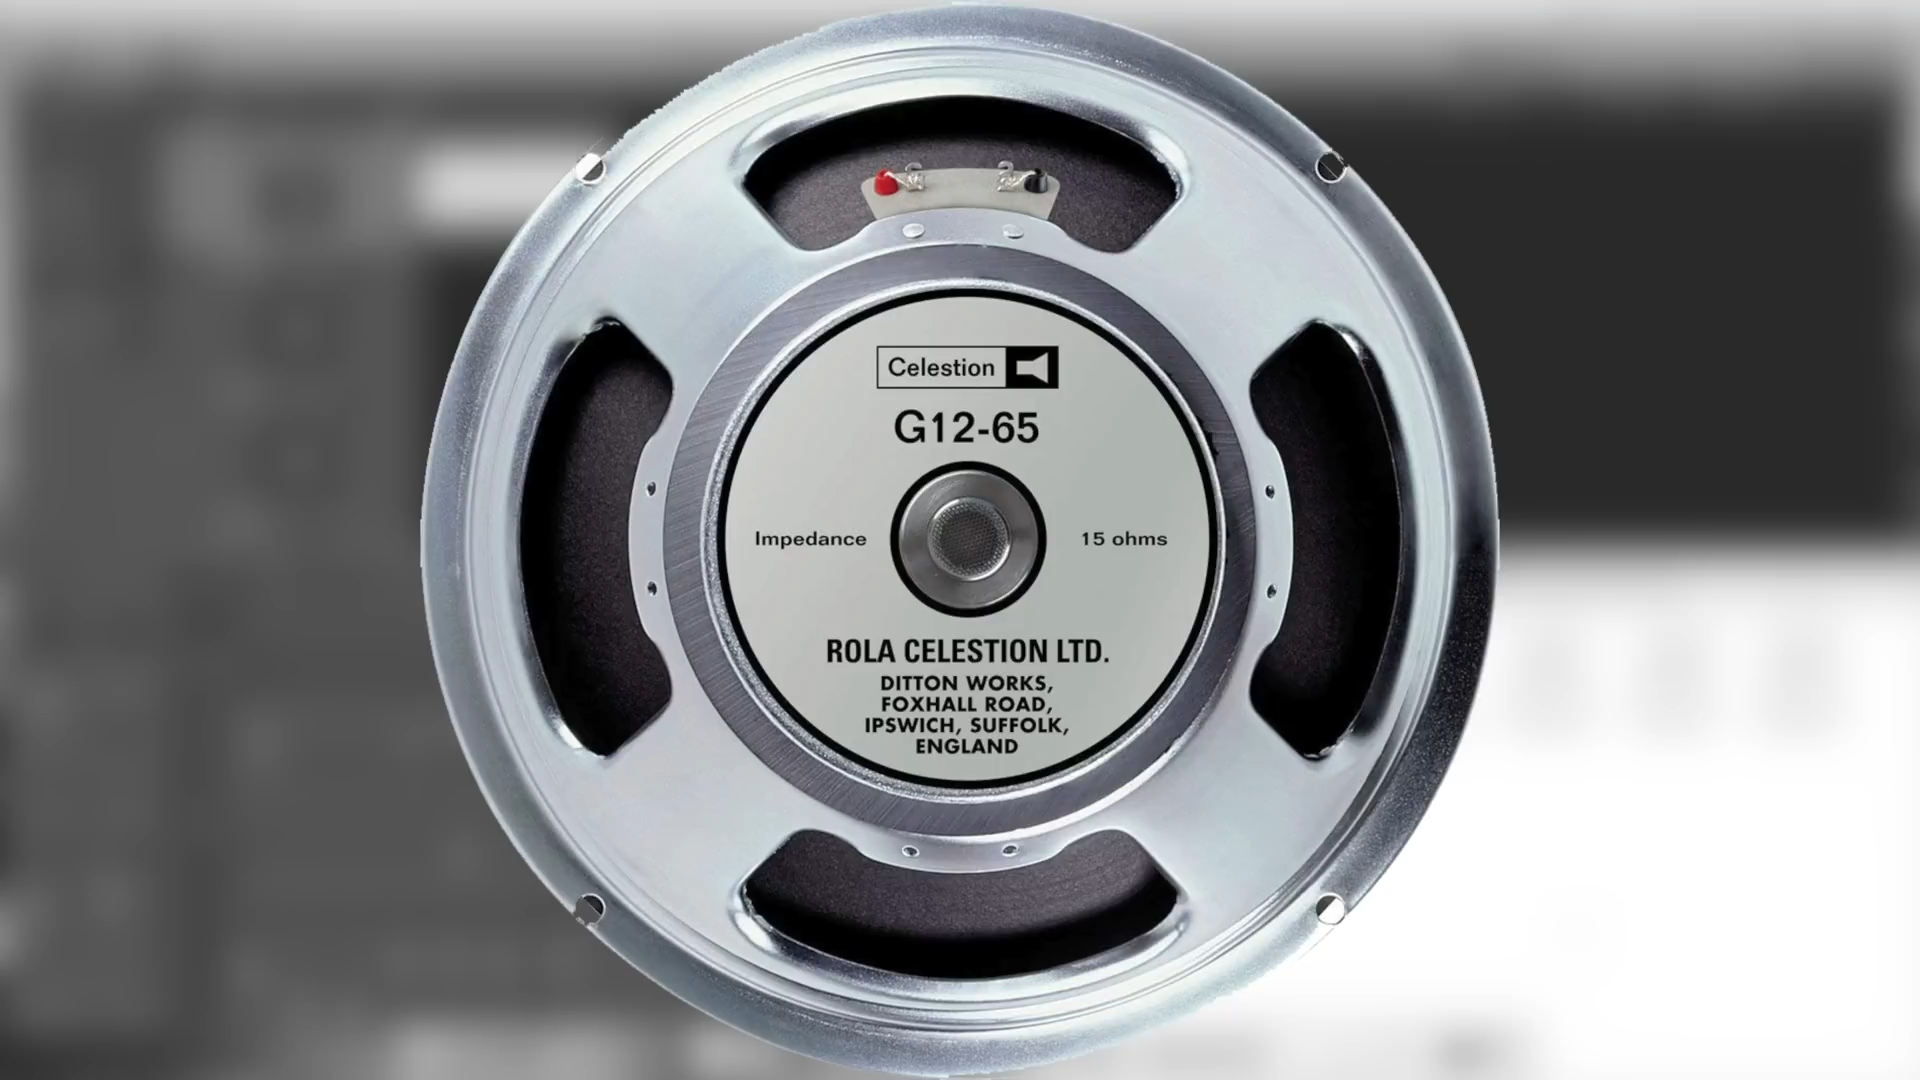 Celestion
G12-65
Impedance 15 ohms
ROLA CELESTION LTD.
DITTON WORKS,
FOXHALL ROAD,
IPSWICH, SUFFOLK,
ENGLAND